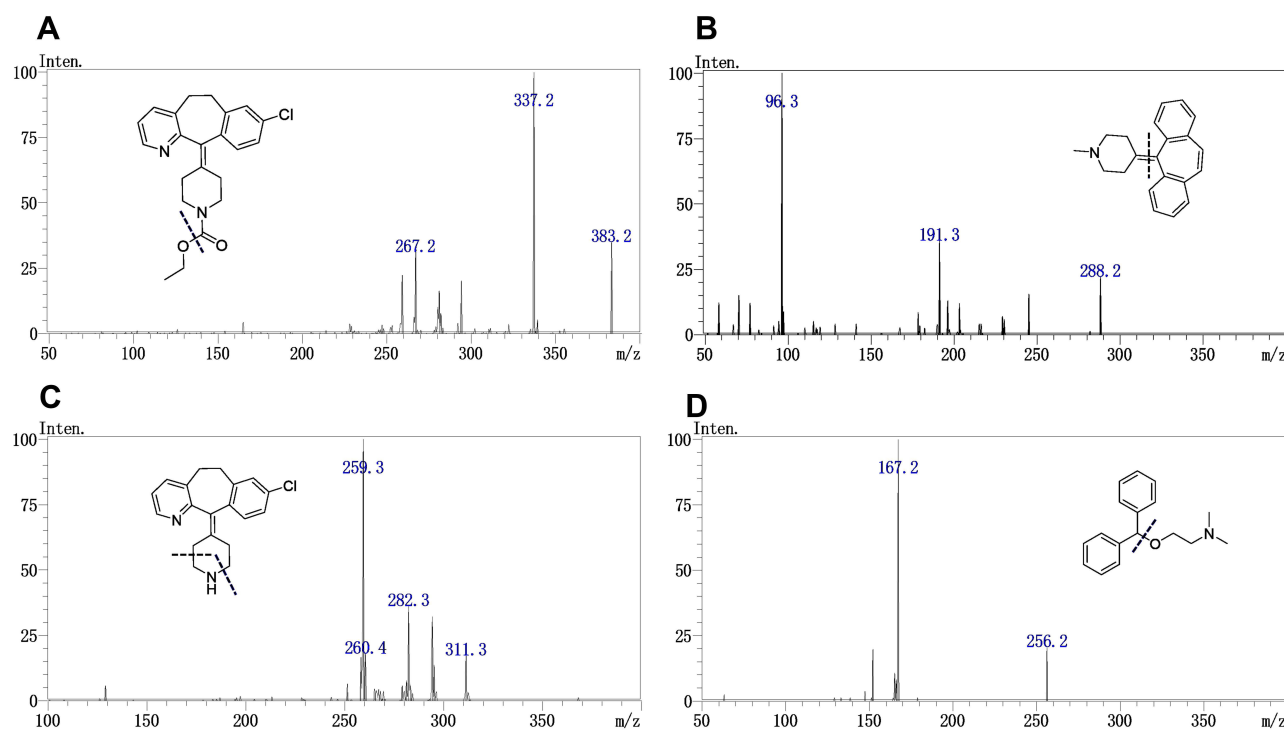 A
Inten.
100
75
50
25
0
337.2
383.2
267.2
Cl
N
N
O
O
50
100
150
200
250
300
350
m/z
B
Inten.
100
75
50
25
0
96.3
191.3
288.2
N
50
100
150
200
250
300
350
m/z
C
Inten.
100
75
50
25
0
259.3
282.3
260.4
311.3
Cl
N
N
H
100
150
200
250
300
350
m/z
D
Inten.
100
75
50
25
0
167.2
256.2
O
N
50
100
150
200
250
300
350
m/z